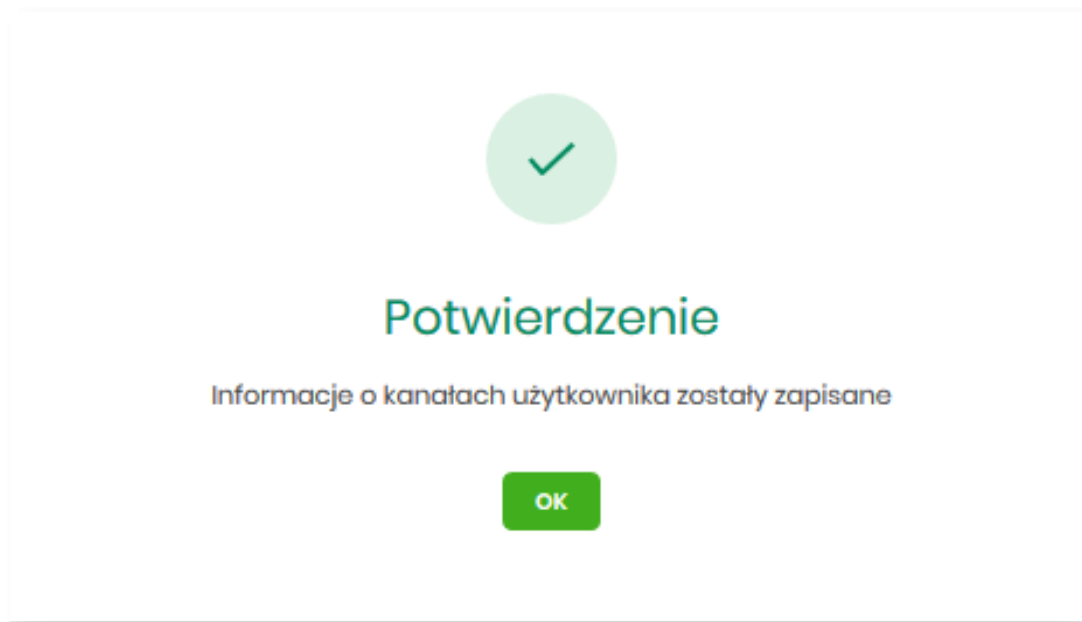 Potwierdzenie
Informacje o kanałach użytkownika zostały zapisane
OK